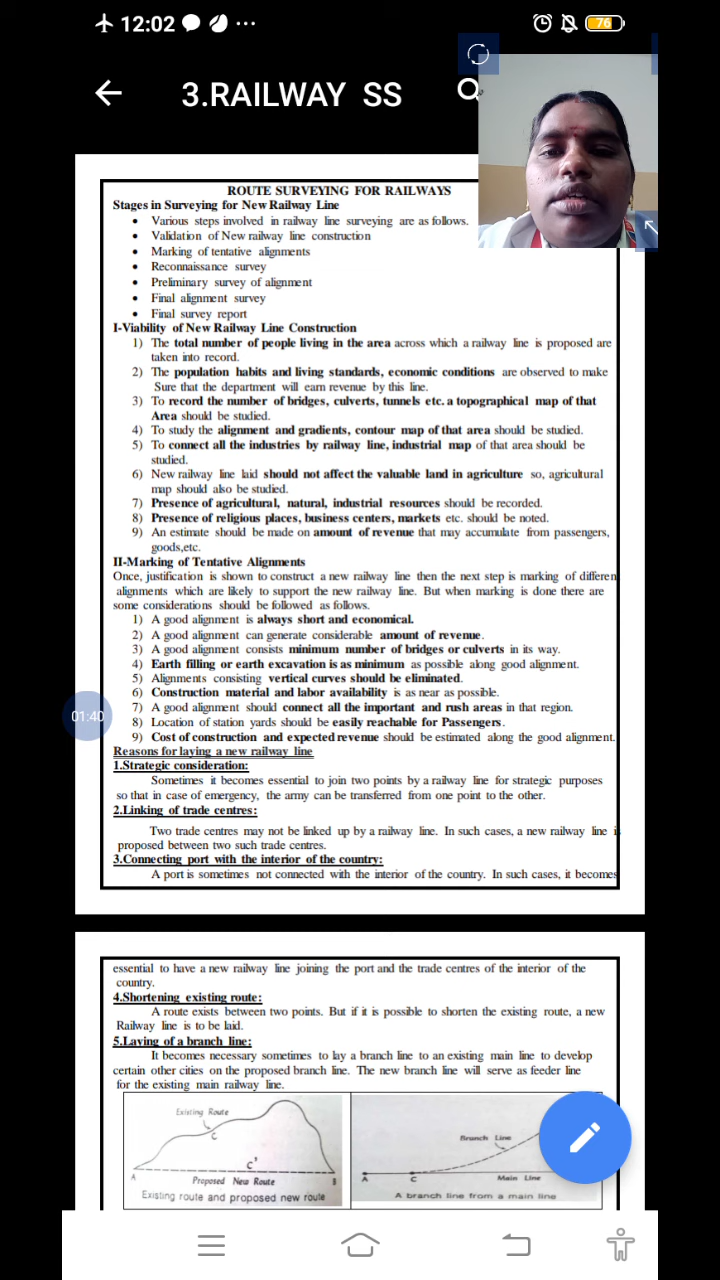 12:02
76
3.RAILWAY SS
ROUTE SURVEYING FOR RAILWAYS
Stages in Surveying for New Railway Line
• Various steps involved in railway line surveying are as follows.
• Validation of New railway line construction
• Marking of tentative alignments
• Reconnaissance survey
• Preliminary survey of alignment
• Final alignment survey
• Final survey report
I-Viability of New Railway Line Construction
1) The total number of people living in the area across which a railway line is proposed are
taken into record.
2) The population habits and living standards, economic conditions are observed to make
Sure that the department will earn revenue by this line.
3) To record the number of bridges, culverts, tunnels etc. a topographical map of that
Area should be studied.
4) To study the alignment and gradients, contour map of that area should be studied.
5) To connect all the industries by railway line, industrial map of that area should be
studied.
6) New railway line laid should not affect the valuable land in agriculture so, agricultural
map should also be studied.
7) Presence of agricultural, natural, industrial resources should be recorded.
8) Presence of religious places, business centers, markets etc. should be noted.
9) An estimate should be made on amount of revenue that may accumulate from passengers,
goods,etc.
II-Marking of Tentative Alignments
Once, justification is shown to construct a new railway line then the next step is marking of differen
alignments which are likely to support the new railway line. But when marking is done there are
some considerations should be followed as follows.
1) A good alignment is always short and economical.
2) A good alignment can generate considerable amount of revenue.
3) A good alignment consists minimum number of bridges or culverts in its way.
4) Earth filling or earth excavation is as minimum as possible along good alignment.
5) Alignments consisting vertical curves should be eliminated.
6) Construction material and labor availability is as near as possible.
7) A good alignment should connect all the important and rush areas in that region.
01:40
8) Location of station yards should be easily reachable for Passengers.
9) Cost of construction and expected revenue should be estimated along the good alignment.
Reasons for laying a new railway line
1.Strategic consideration:
Sometimes it becomes essential to join two points by a railway line for strategic purposes
so that in case of emergency, the army can be transferred from one point to the other.
2.Linking of trade centres:
Two trade centres may not be linked up by a railway line. In such cases, a new railway line i
proposed between two such trade centres.
3.Connecting port with the interior of the country:
A port is sometimes not connected with the interior of the country. In such cases, it becomes
essential to have a new railway line joining the port and the trade centres of the interior of the
country.
4.Shortening existing route:
A route exists between two points. But if it is possible to shorten the existing route, a new
Railway line is to be laid.
5.Laying of a branch line:
It becomes necessary sometimes to lay a branch line to an existing main line to develop
certain other cities on the proposed branch line. The new branch line will serve as feeder line
for the existing main railway line.
Existing Route
C
C'
A
B
Proposed New Route
Existing route and proposed new route
Branch Line
A
C
Main Line
A branch line from a main line